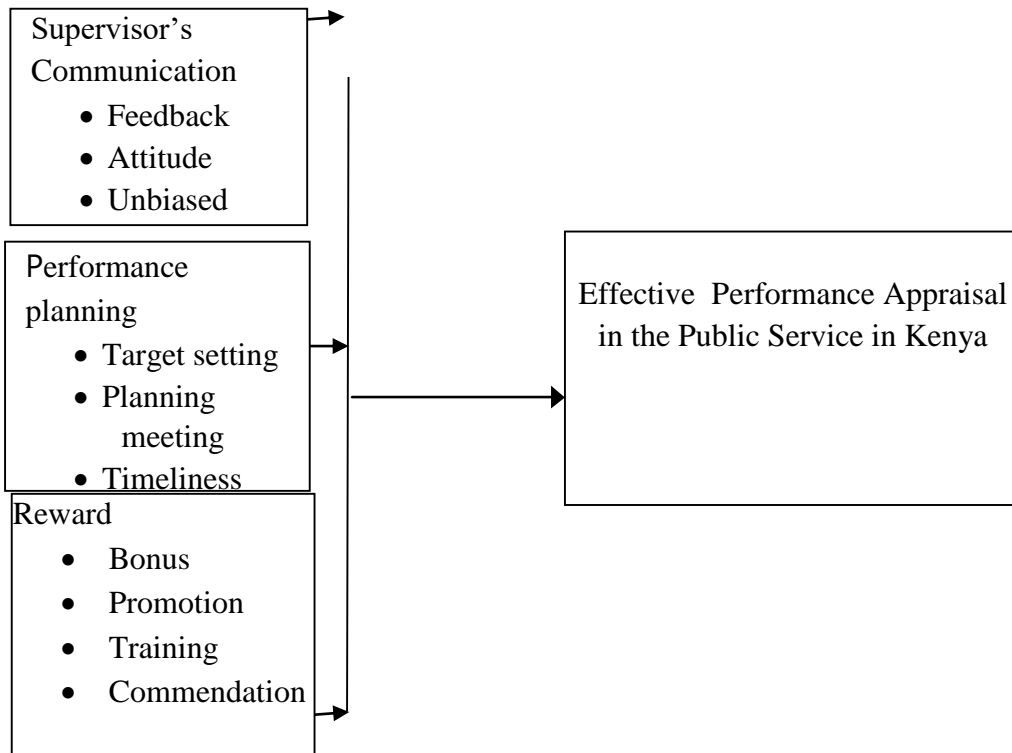 Supervisor’s
Communication
• Feedback
• Attitude
• Unbiased
Performance
planning
• Target setting
• Planning
meeting
• Timeliness
Reward
• Bonus
• Promotion
• Training
• Commendation
Effective Performance Appraisal
in the Public Service in Kenya